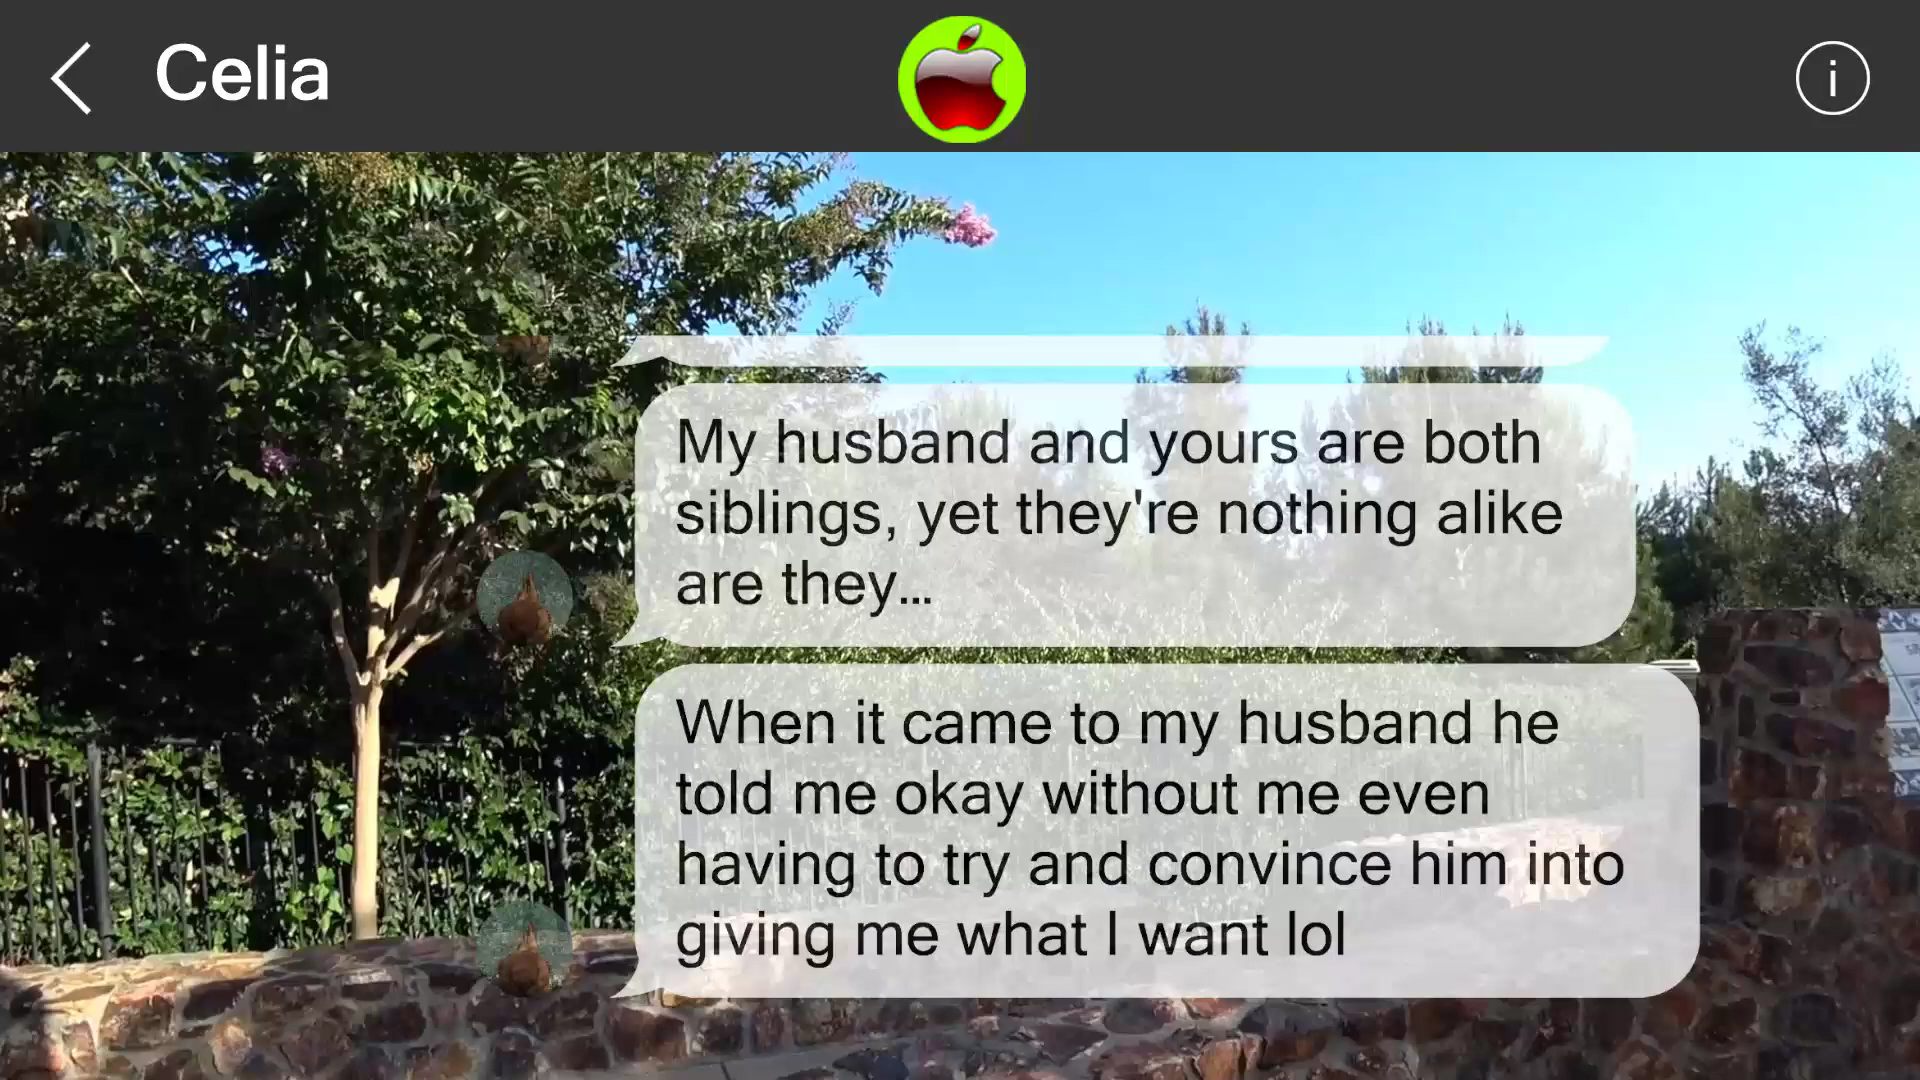 Celia
i
My husband and yours are both
siblings, yet they're nothing alike
are they...
When it came to my husband he
told me okay without me even
having to try and convince him into
giving me what I want lol